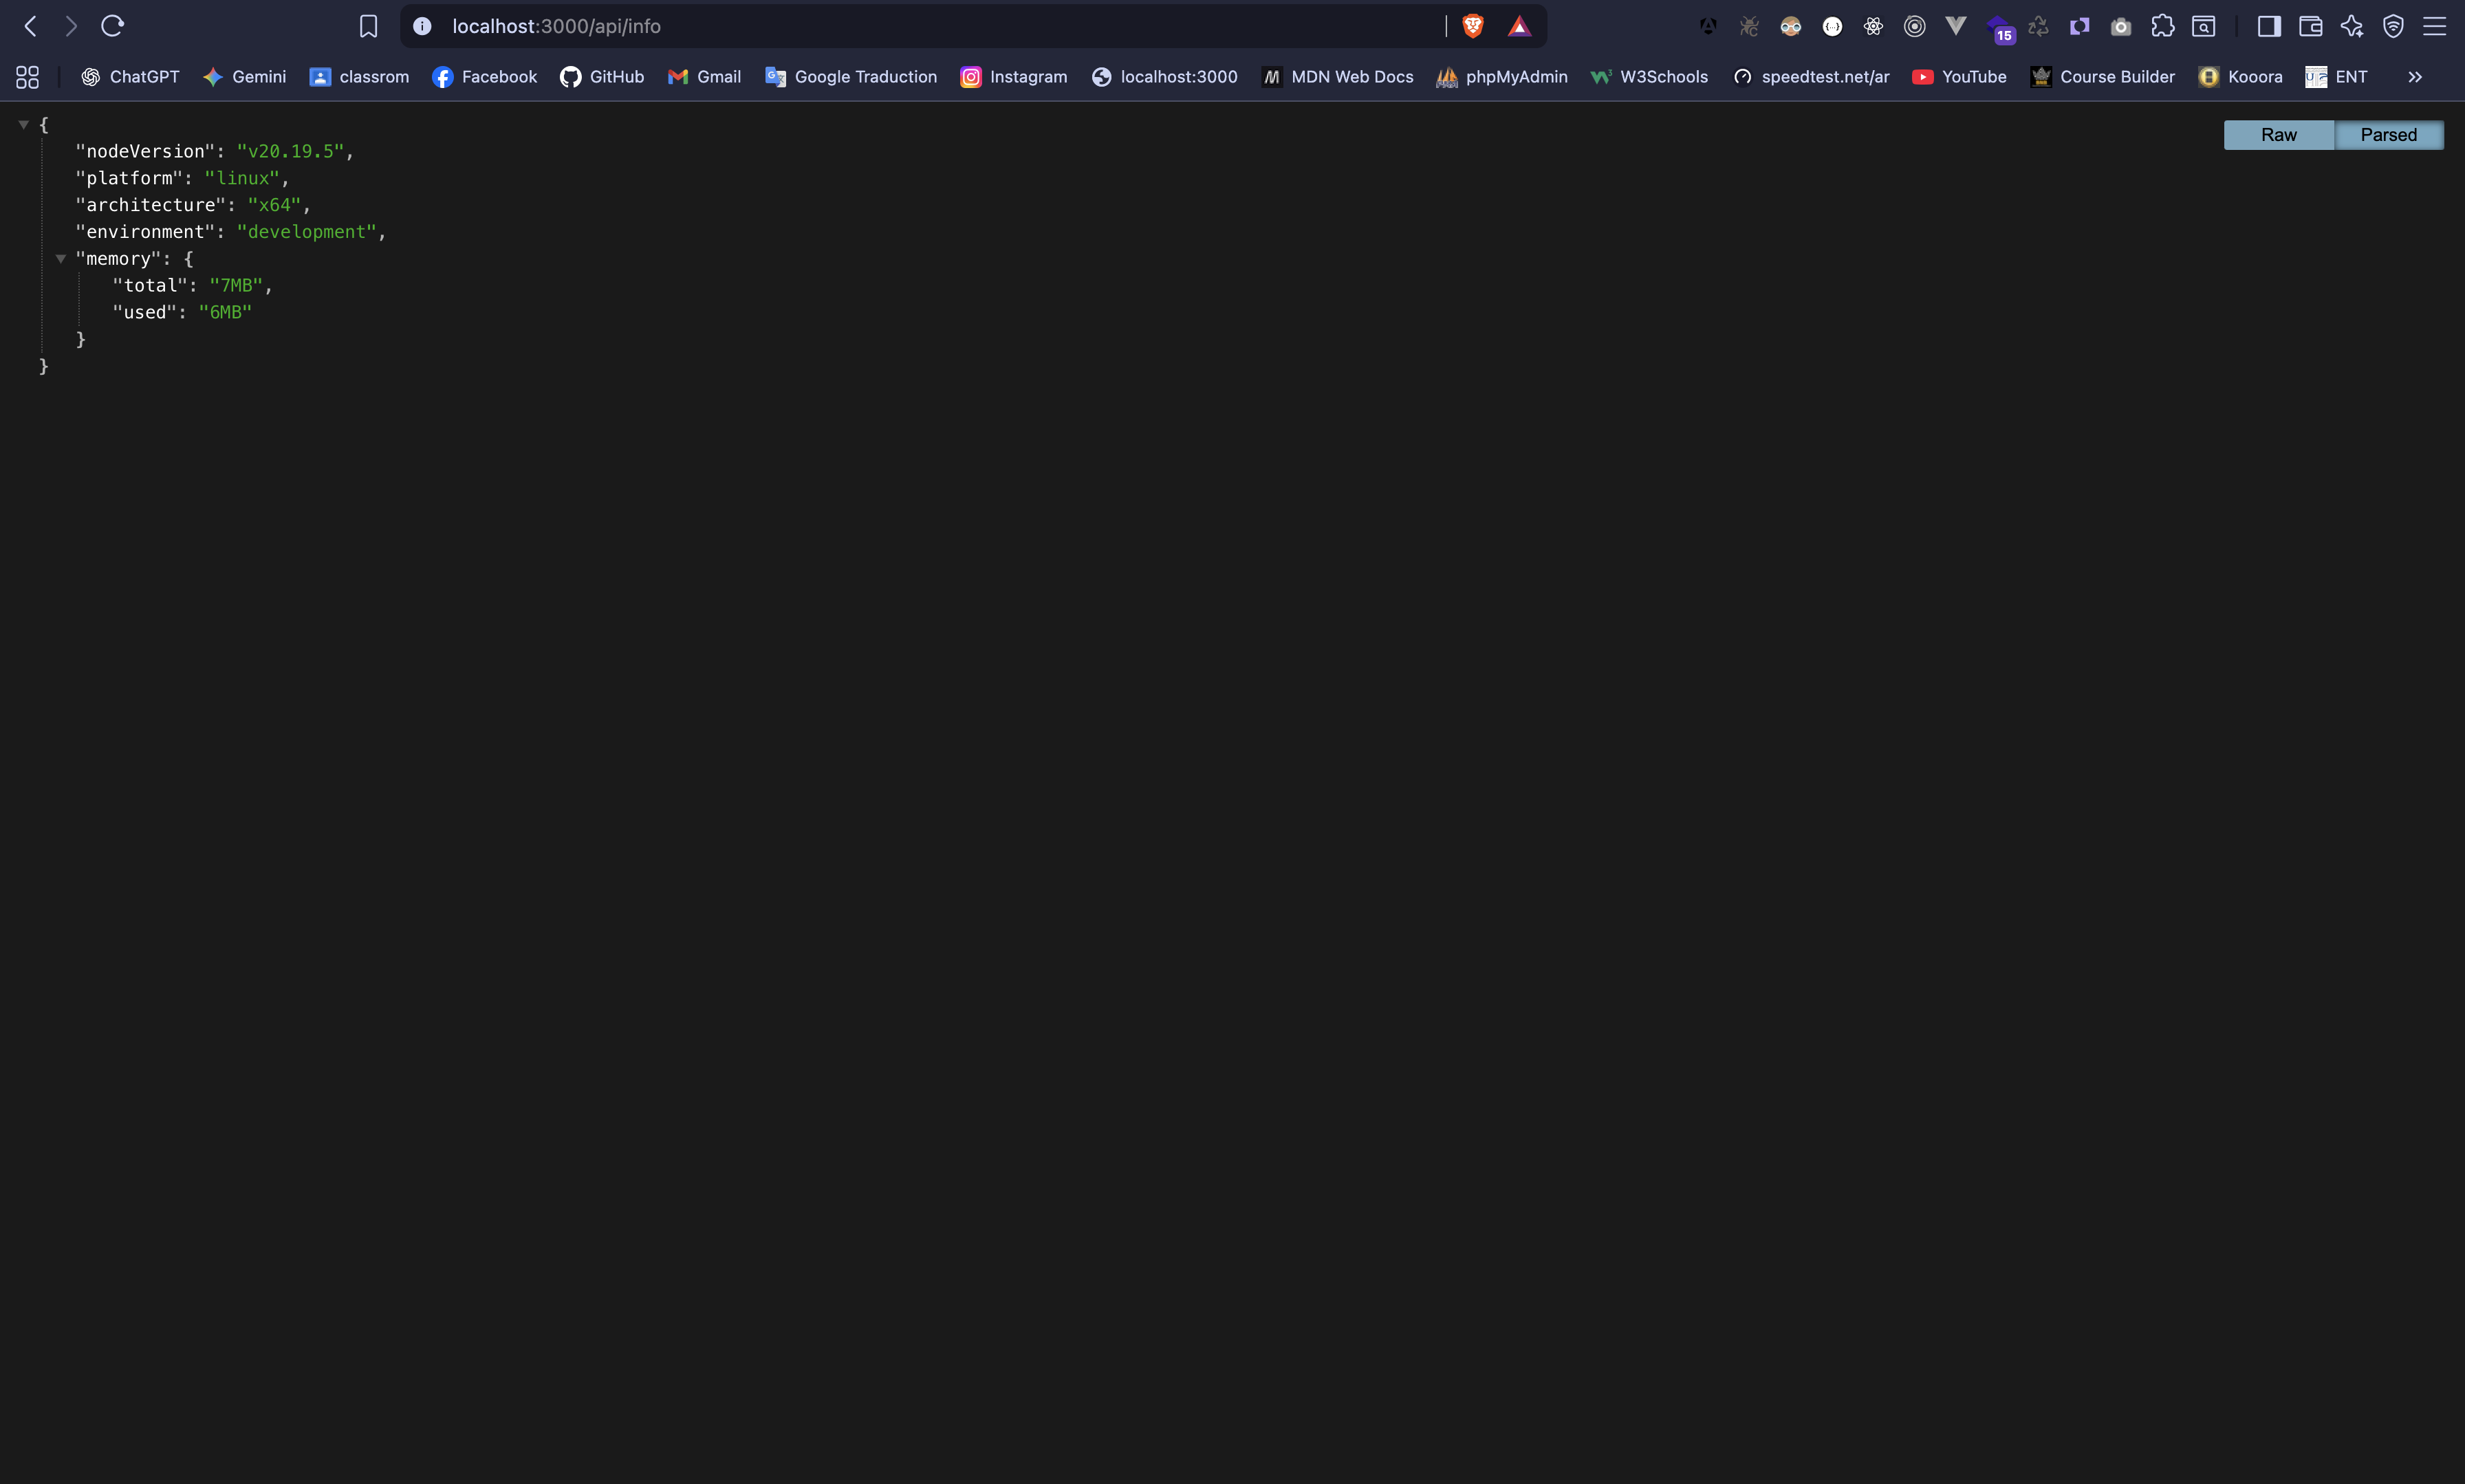 localhost:3000/api/info
15
ChatGPT Gemini classrom Facebook GitHub Gmail Google Traduction Instagram localhost:3000 MDN Web Docs phpMyAdmin W3Schools speedtest.net/ar YouTube Course Builder Kooora ENT
Raw Parsed
{
"nodeVersion": "v20.19.5",
"platform": "linux",
"architecture": "x64",
"environment": "development",
"memory": {
"total": "7MB",
"used": "6MB"
}
}